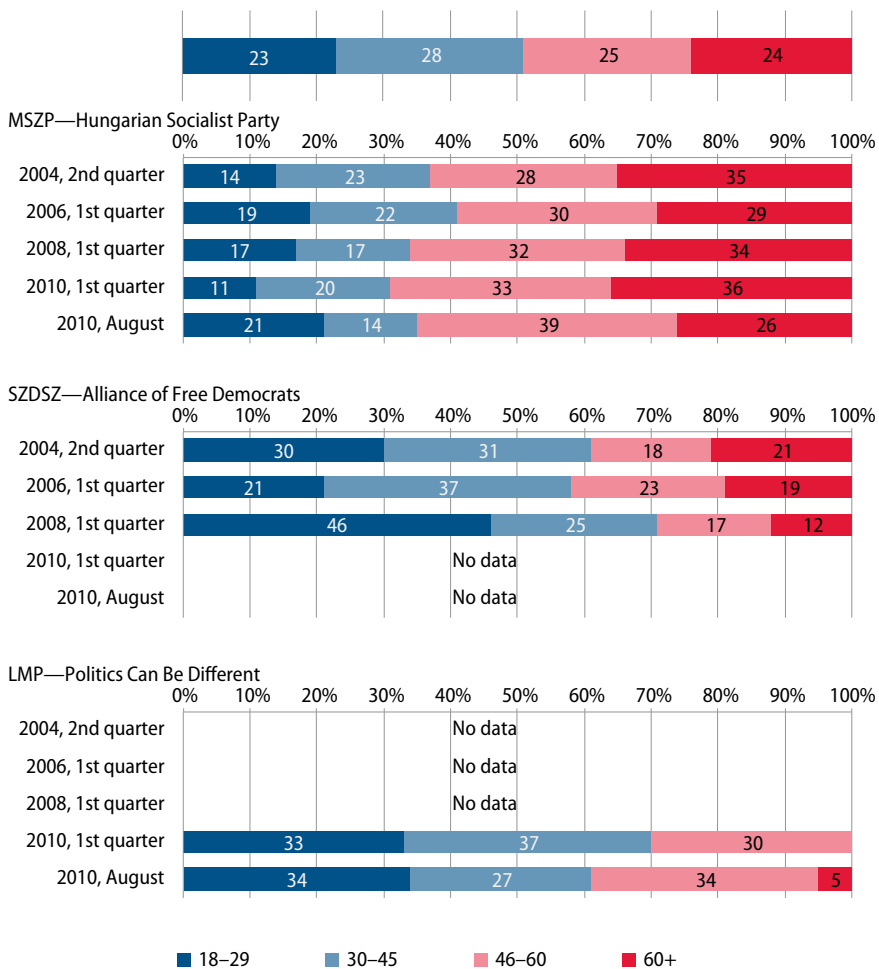 23 28 25 24
MSZP—Hungarian Socialist Party
0% 10% 20% 30% 40% 50% 60% 70% 80% 90% 100%
2004, 2nd quarter 14 23 28 35
2006, 1st quarter 19 22 30 29
2008, 1st quarter 17 17 32 34
2010, 1st quarter 11 20 33 36
2010, August 21 14 39 26
SZDSZ—Alliance of Free Democrats
0% 10% 20% 30% 40% 50% 60% 70% 80% 90% 100%
2004, 2nd quarter 30 31 18 21
2006, 1st quarter 21 37 23 19
2008, 1st quarter 46 25 17 12
2010, 1st quarter No data
2010, August No data
LMP—Politics Can Be Different
0% 10% 20% 30% 40% 50% 60% 70% 80% 90% 100%
2004, 2nd quarter No data
2006, 1st quarter No data
2008, 1st quarter No data
2010, 1st quarter 33 37 30
2010, August 34 27 34 5
18–29 30–45 46–60 60+